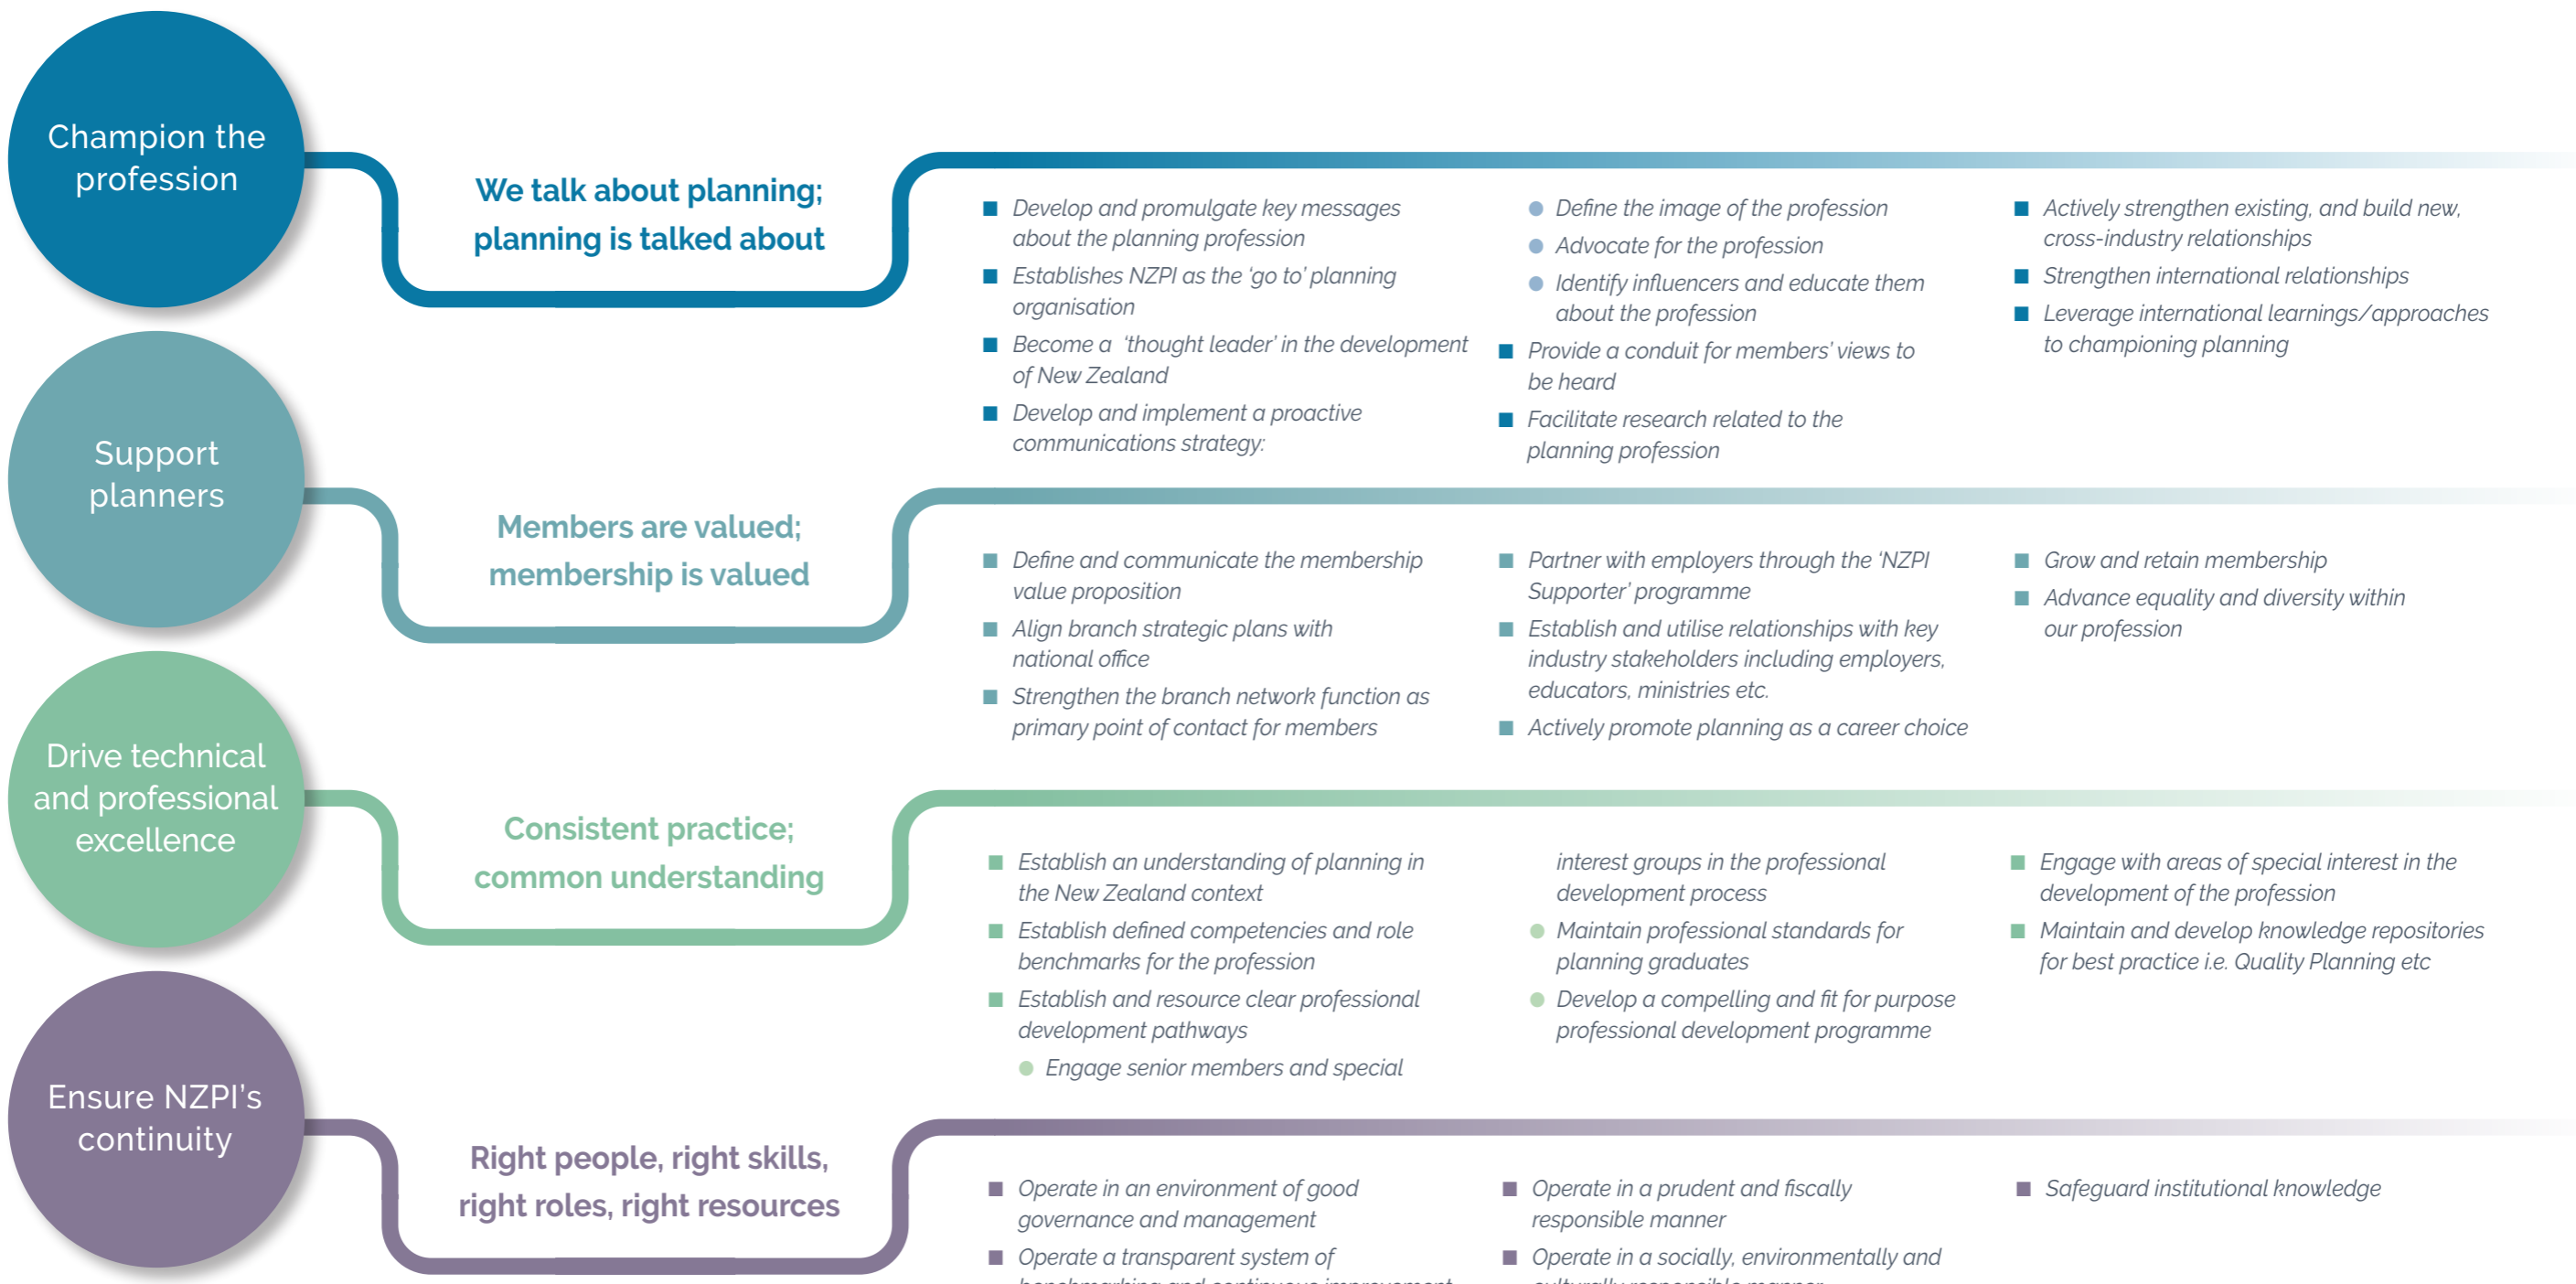 Champion the
profession
We talk about planning;
planning is talked about
Develop and promulgate key messages
about the planning profession
Establishes NZPI as the ‘go to’ planning
organisation
Become a ‘thought leader’ in the development
of New Zealand
Develop and implement a proactive
communications strategy:
Define the image of the profession
Advocate for the profession
Identify influencers and educate them
about the profession
Provide a conduit for members’ views to
be heard
Facilitate research related to the
planning profession
Actively strengthen existing, and build new,
cross-industry relationships
Strengthen international relationships
Leverage international learnings/approaches
to championing planning
Support
planners
Members are valued;
membership is valued
Define and communicate the membership
value proposition
Align branch strategic plans with
national office
Strengthen the branch network function as
primary point of contact for members
Partner with employers through the ‘NZPI
Supporter’ programme
Establish and utilise relationships with key
industry stakeholders including employers,
educators, ministries etc.
Actively promote planning as a career choice
Grow and retain membership
Advance equality and diversity within
our profession
Drive technical
and professional
excellence
Consistent practice;
common understanding
Establish an understanding of planning in
the New Zealand context
Establish defined competencies and role
benchmarks for the profession
Establish and resource clear professional
development pathways
Engage senior members and special
interest groups in the professional
development process
Maintain professional standards for
planning graduates
Develop a compelling and fit for purpose
professional development programme
Engage with areas of special interest in the
development of the profession
Maintain and develop knowledge repositories
for best practice i.e. Quality Planning etc
Ensure NZPI’s
continuity
Right people, right skills,
right roles, right resources
Operate in an environment of good
governance and management
Operate a transparent system of
benchmarking and continuous improvement
Operate in a prudent and fiscally
responsible manner
Operate in a socially, environmentally and
culturally responsible manner
Safeguard institutional knowledge